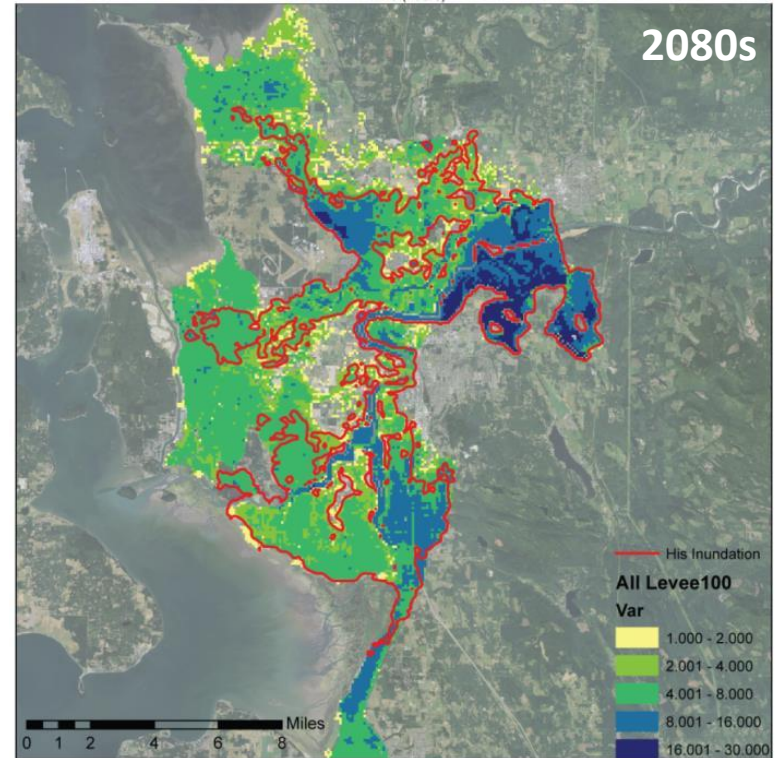 2080s
His Inundation
All Levee100
Var
1.000 - 2.000
2.001 - 4.000
4.001 - 8.000
8.001 - 16.000
16.001 - 30.000
Miles
0 1 2 4 6 8